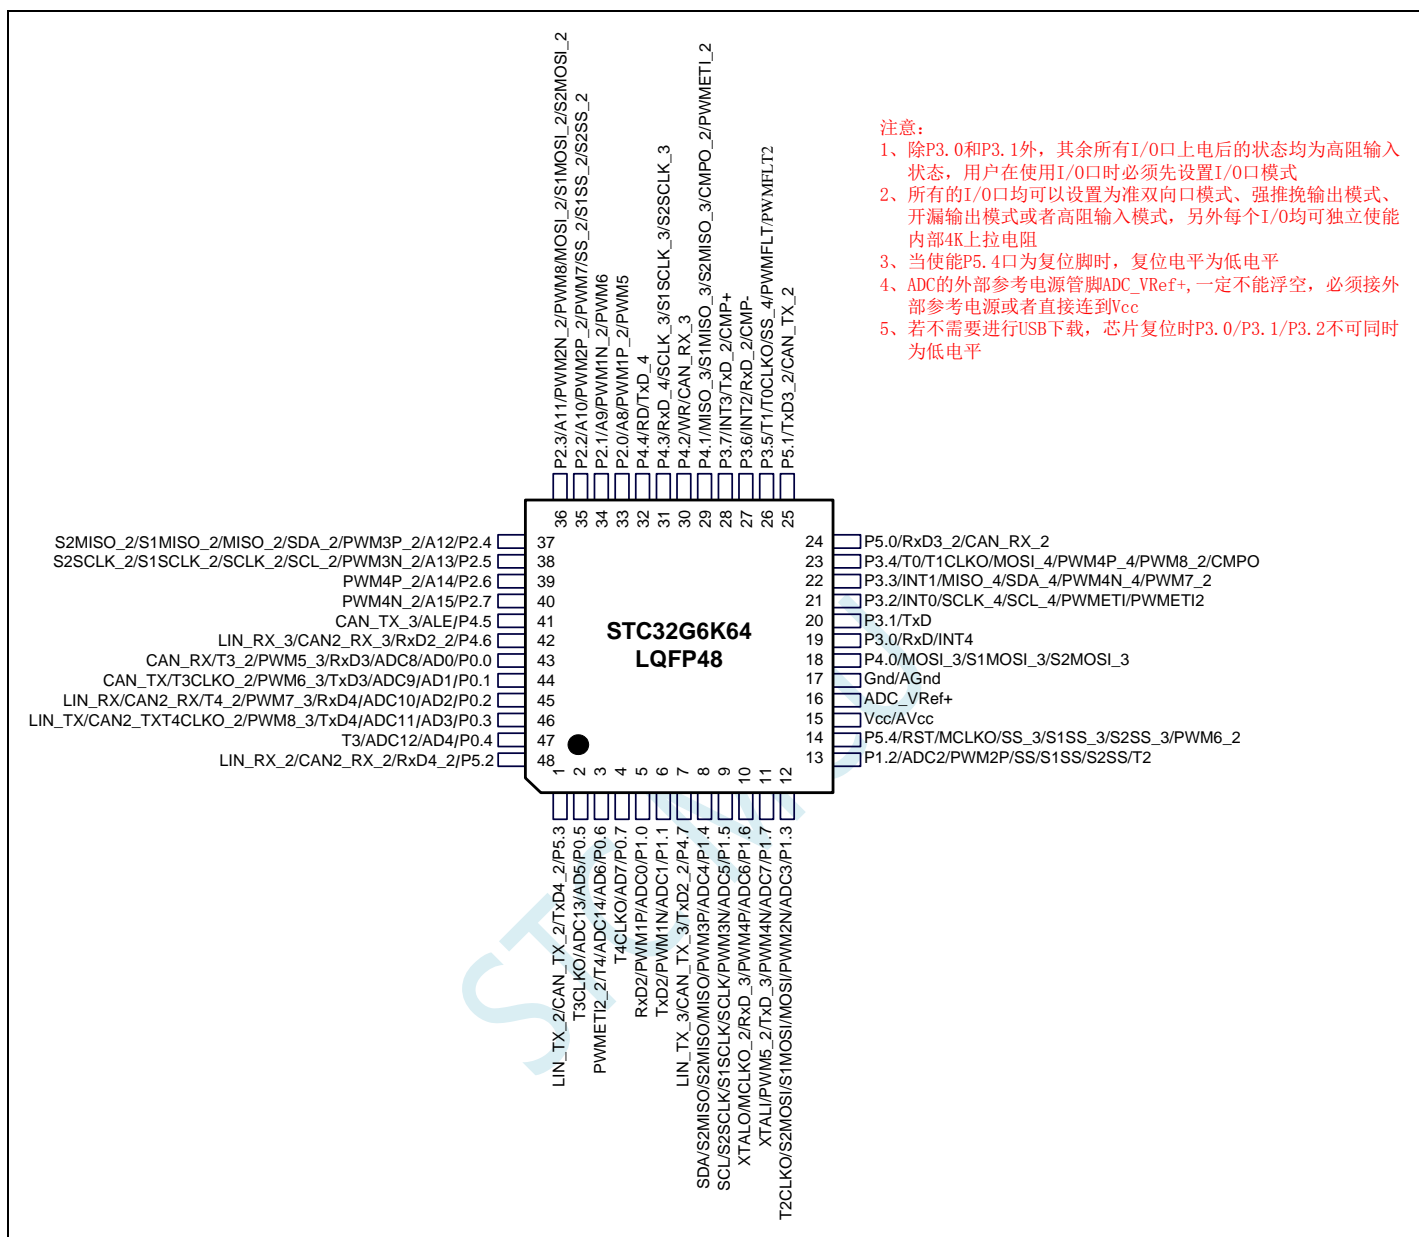 注意：
1、除P3.0和P3.1外，其余所有I/O口上电后的状态均为高阻输入
状态，用户在使用I/O口时必须先设置I/O口模式
2、所有的I/O口均可以设置为准双向口模式、强推挽输出模式、
开漏输出模式或者高阻输入模式，另外每个I/O均可独立使能
内部4K上拉电阻
3、当使能P5.4口为复位脚时，复位电平为低电平
4、ADC的外部参考电源管脚ADC_VRef+,一定不能浮空，必须接外
部参考电源或者直接连到Vcc
5、若不需要进行USB下载，芯片复位时P3.0/P3.1/P3.2不可同时
为低电平
P2.3/A11/PWM2N_2/PWM8/MOSI_2/S1MOSI_2/S2MOSI_2
P2.2/A10/PWM2P_2/PWM7/SS_2/S1SS_2/S2SS_2
P2.1/A9/PWM1N_2/PWM6
P2.0/A8/PWM1P_2/PWM5
P4.4/RD/TxD_4
P4.3/RxD_4/SCLK_3/S1SCLK_3/S2SCLK_3
P4.2/WR/CAN_RX_3
P4.1/MISO_3/S1MISO_3/S2MISO_3/CMPO_2/PWMETI_2
P3.7/INT3/TxD_2/CMP+
P3.6/INT2/RxD_2/CMP-
P3.5/T1/T0CLKO/SS_4/PWMFLT/PWMFLT2
P5.1/TxD3_2/CAN_TX_2
36 35 34 33 32 31 30 29 28 27 26 25
S2MISO_2/S1MISO_2/MISO_2/SDA_2/PWM3P_2/A12/P2.4 37
S2SCLK_2/S1SCLK_2/SCLK_2/SCL_2/PWM3N_2/A13/P2.5 38
PWM4P_2/A14/P2.6 39
PWM4N_2/A15/P2.7 40
CAN_TX_3/ALE/P4.5 41
LIN_RX_3/CAN2_RX_3/RxD2_2/P4.6 42
CAN_RX/T3_2/PWM5_3/RxD3/ADC8/AD0/P0.0 43
CAN_TX/T3CLKO_2/PWM6_3/TxD3/ADC9/AD1/P0.1 44
LIN_RX/CAN2_RX/T4_2/PWM7_3/RxD4/ADC10/AD2/P0.2 45
LIN_TX/CAN2_TXT4CLKO_2/PWM8_3/TxD4/ADC11/AD3/P0.3 46
T3/ADC12/AD4/P0.4 47
LIN_RX_2/CAN2_RX_2/RxD4_2/P5.2 48
STC32G6K64
LQFP48
24 P5.0/RxD3_2/CAN_RX_2
23 P3.4/T0/T1CLKO/MOSI_4/PWM4P_4/PWM8_2/CMPO
22 P3.3/INT1/MISO_4/SDA_4/PWM4N_4/PWM7_2
21 P3.2/INT0/SCLK_4/SCL_4/PWMETI/PWMETI2
20 P3.1/TxD
19 P3.0/RxD/INT4
18 P4.0/MOSI_3/S1MOSI_3/S2MOSI_3
17 Gnd/AGnd
16 ADC_VRef+
15 Vcc/AVcc
14 P5.4/RST/MCLKO/SS_3/S1SS_3/S2SS_3/PWM6_2
13 P1.2/ADC2/PWM2P/SS/S1SS/S2SS/T2
1 2 3 4 5 6 7 8 9 10 11 12
LIN_TX_2/CAN_TX_2/TxD4_2/P5.3
T3CLKO/ADC13/AD5/P0.5
PWMETI2_2/T4/ADC14/AD6/P0.6
T4CLKO/AD7/P0.7
RxD2/PWM1P/ADC0/P1.0
TxD2/PWM1N/ADC1/P1.1
LIN_TX_3/CAN_TX_3/TxD2_2/P4.7
SDA/S2MISO/S2MISO/MISO/PWM3P/ADC4/P1.4
SCL/S2SCLK/S1SCLK/SCLK/PWM3N/ADC5/P1.5
XTALO/MCLKO_2/RxD_3/PWM4P/ADC6/P1.6
XTALI/PWM5_2/TxD_3/PWM4N/ADC7/P1.7
T2CLKO/S2MOSI/S1MOSI/MOSI/PWM2N/ADC3/P1.3
STCMCU